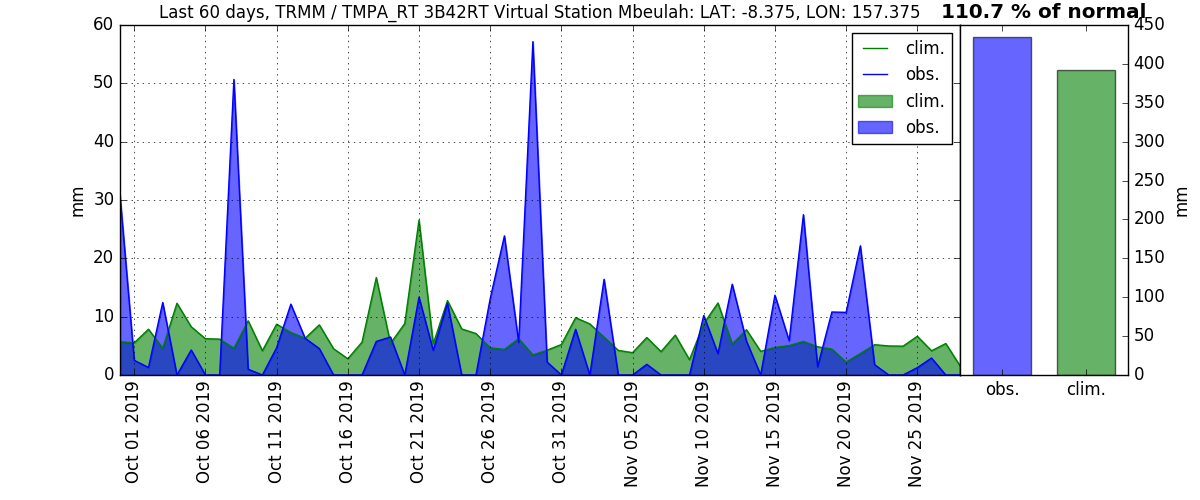 Last 60 days, TRMM / TMPA_RT 3B42RT Virtual Station Mbeulah: LAT: -8.375, LON: 157.375
110.7 % of normal
60
50
40
30
20
10
0
mm
clim.
obs.
clim.
obs.
Oct 01 2019
Oct 06 2019
Oct 11 2019
Oct 16 2019
Oct 21 2019
Oct 26 2019
Oct 31 2019
Nov 05 2019
Nov 10 2019
Nov 15 2019
Nov 20 2019
Nov 25 2019
450
400
350
300
250
200
150
100
50
0
mm
obs.
clim.